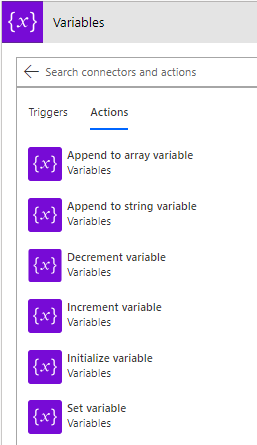 {x} Variables
Search connectors and actions
Triggers Actions
{x} Append to array variable
Variables
{x} Append to string variable
Variables
{x} Decrement variable
Variables
{x} Increment variable
Variables
{x} Initialize variable
Variables
{x} Set variable
Variables